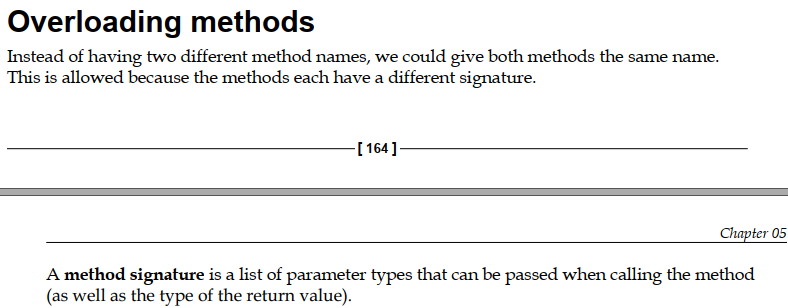 Overloading methods
Instead of having two different method names, we could give both methods the same name.
This is allowed because the methods each have a different signature.
[ 164 ]
Chapter 05
A method signature is a list of parameter types that can be passed when calling the method
(as well as the type of the return value).